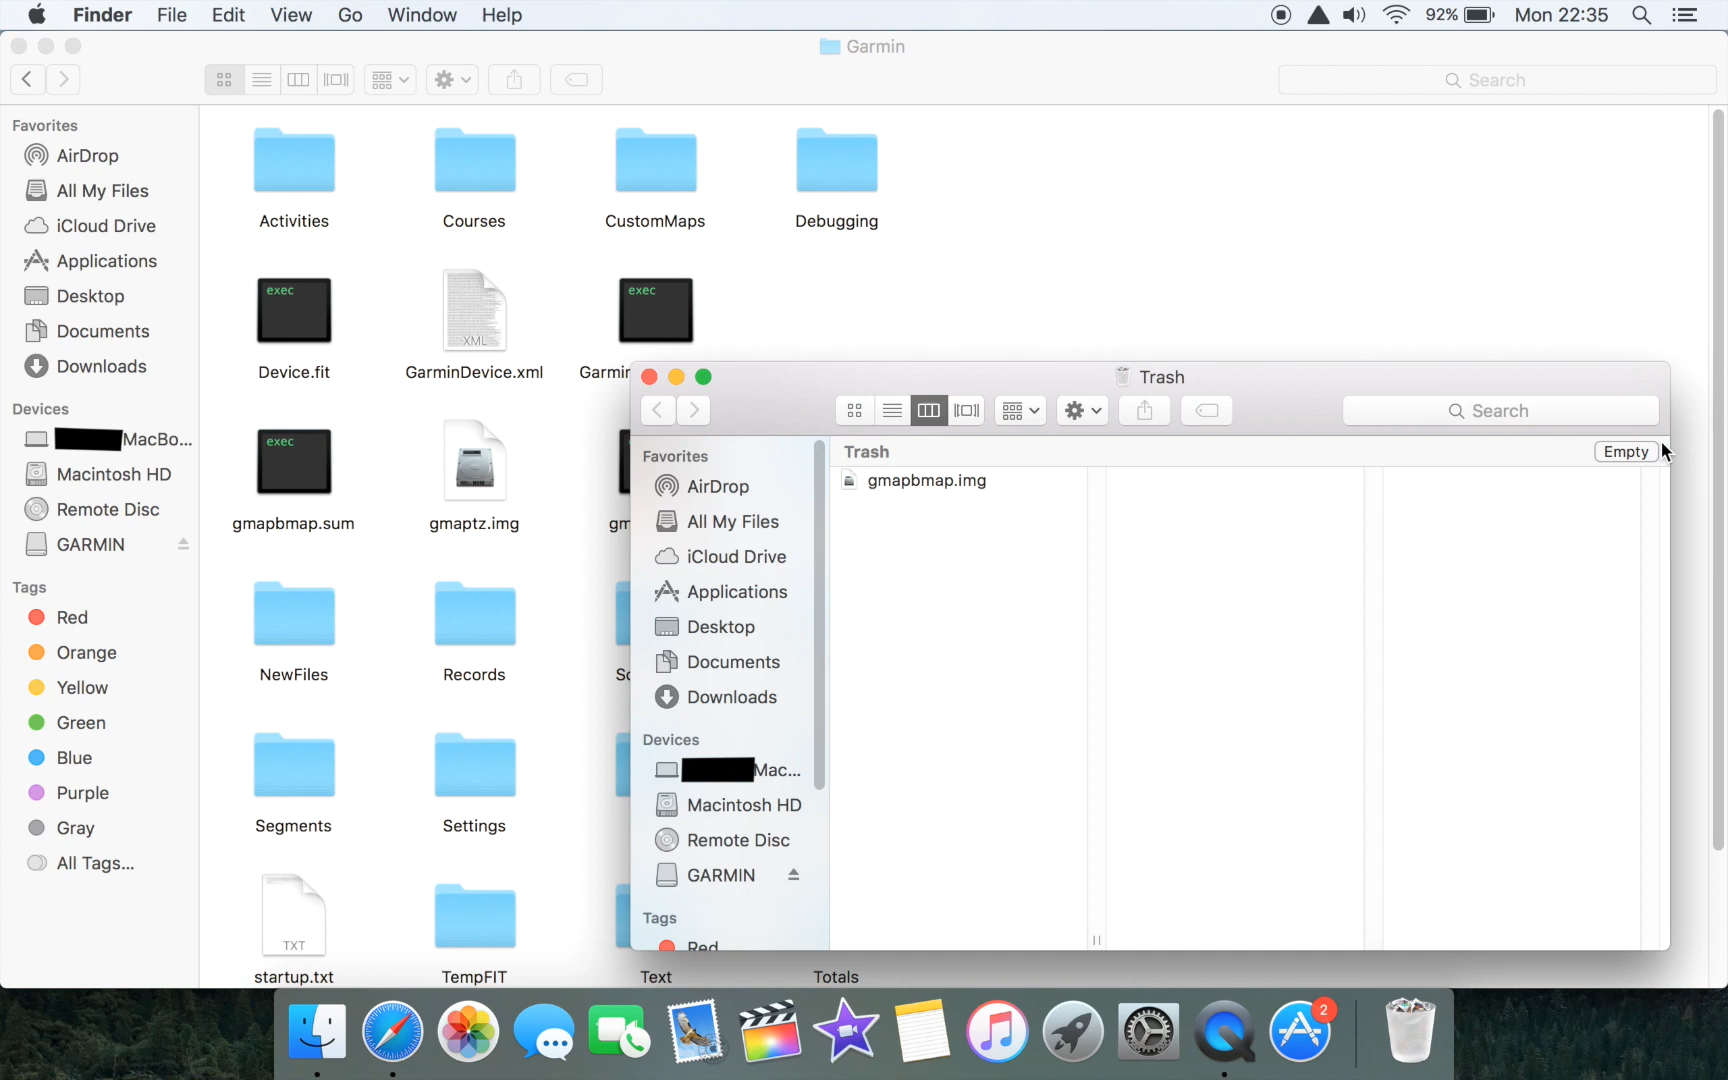 Finder File Edit View Go Window Help 92% Mon 22:35
Garmin
Search
Favorites
AirDrop
All My Files
iCloud Drive
Applications
Desktop
Documents
Downloads
Devices
MacBo...
Macintosh HD
Remote Disc
GARMIN
Tags
Red
Orange
Yellow
Green
Blue
Purple
Gray
All Tags...
Activities Courses CustomMaps Debugging
exec XML exec
Device.fit GarminDevice.xml Garmin
exec
gmapbmap.sum gmaptz.img gm
NewFiles Records Sc
Segments Settings
TXT
startup.txt TempFIT Text Totals
Trash
Search
Favorites
AirDrop
All My Files
iCloud Drive
Applications
Desktop
Documents
Downloads
Devices
Mac...
Macintosh HD
Remote Disc
GARMIN
Tags
Red
Trash Empty
gmapbmap.img
2